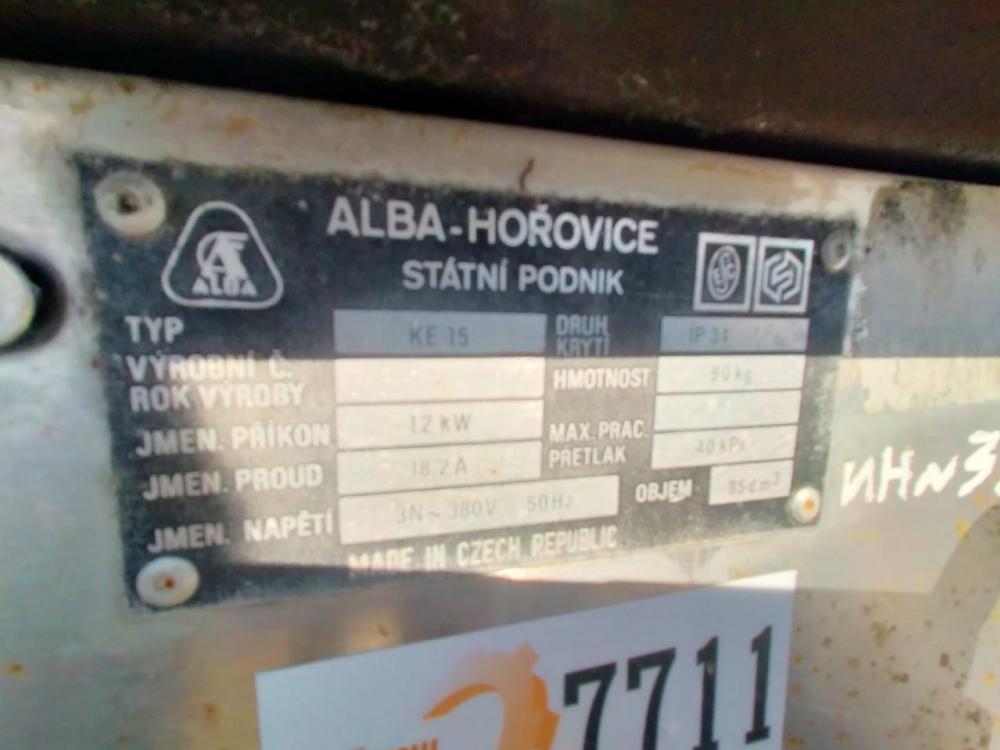 ALBA-HOŘOVICE
STÁTNÍ PODNIK
ALBA
TYP KE 15 DRUH KRYTÍ IP 34
VÝROBNÍ Č.
ROK VÝROBY
HMOTNOST 90 kg
JMEN. PŘÍKON 12 kW
MAX. PRAC. PŘETLAK 40 kPa
JMEN. PROUD 18.2 A
OBJEM 85 dm³
JMEN. NAPĚTÍ 3N ~ 380V 50Hz
MADE IN CZECH REPUBLIC
7711